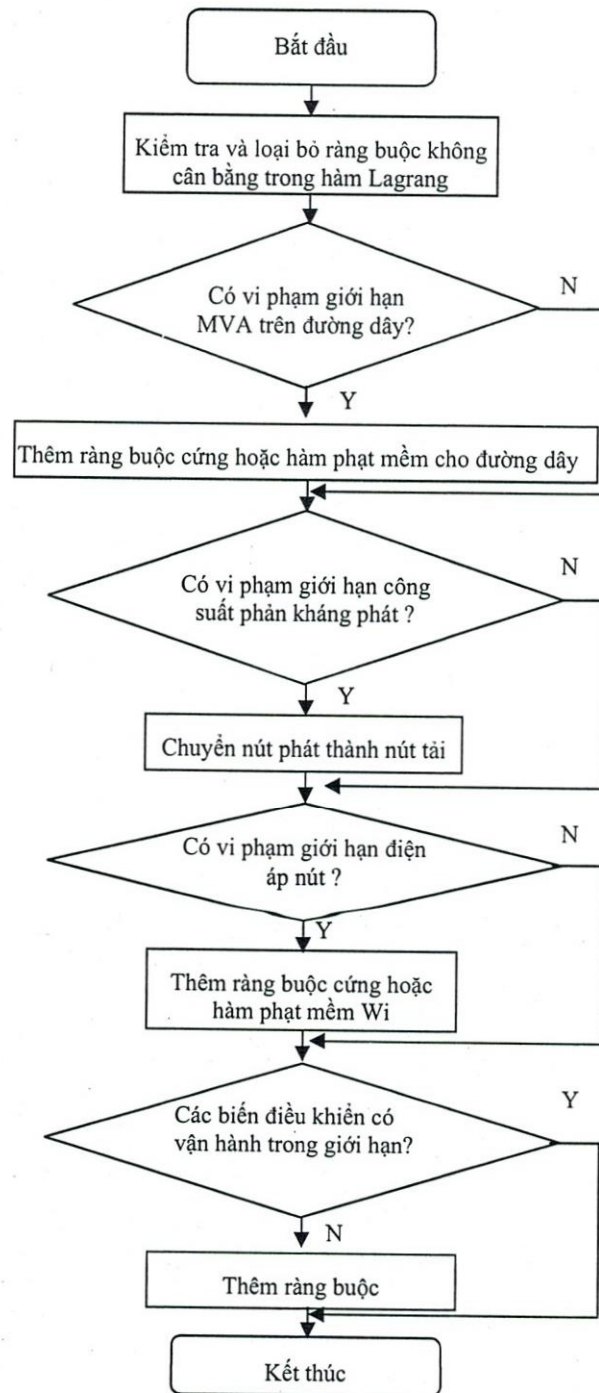 Bắt đầu
Kiểm tra và loại bỏ ràng buộc không
cân bằng trong hàm Lagrang
Có vi phạm giới hạn
MVA trên đường dây?
N
Y
Thêm ràng buộc cứng hoặc hàm phạt mềm cho đường dây
Có vi phạm giới hạn công
suất phản kháng phát ?
N
Y
Chuyển nút phát thành nút tải
Có vi phạm giới hạn điện
áp nút ?
N
Y
Thêm ràng buộc cứng hoặc
hàm phạt mềm Wi
Các biến điều khiển có
vận hành trong giới hạn?
Y
N
Thêm ràng buộc
Kết thúc